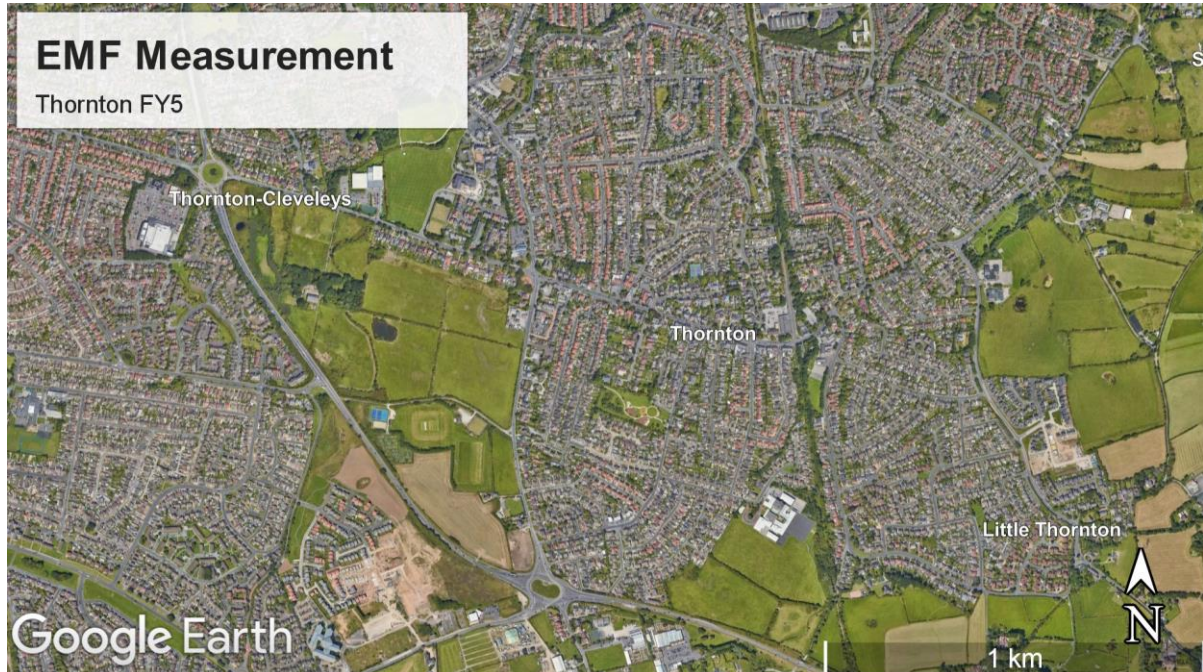 EMF Measurement
Thornton FY5
S
Thornton-Cleveleys
Thornton
Little Thornton
N
Google Earth
1 km